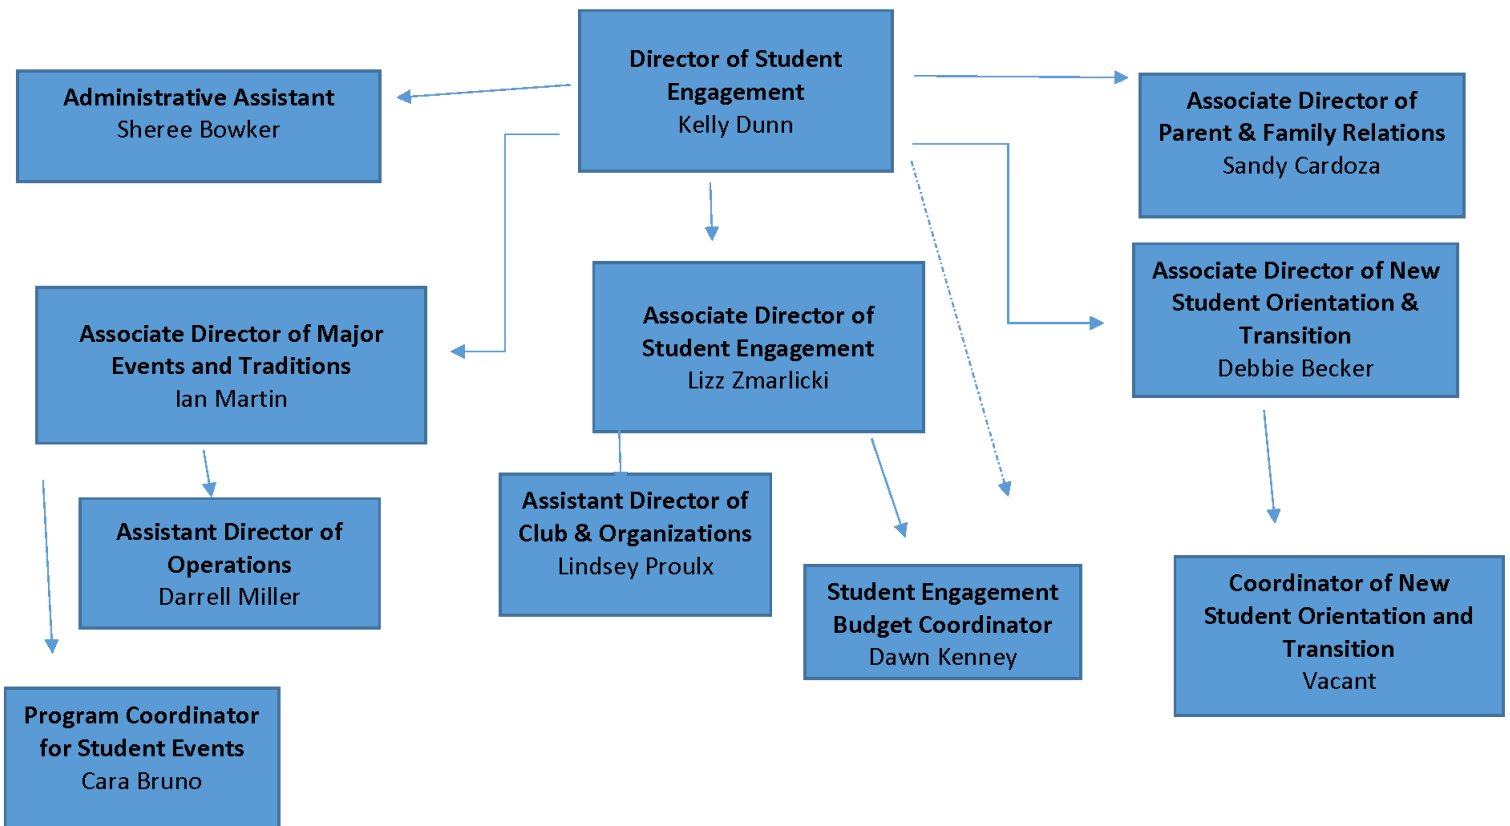 Director of Student
Engagement
Kelly Dunn
Administrative Assistant
Sheree Bowker
Associate Director of
Parent & Family Relations
Sandy Cardoza
Associate Director of New
Student Orientation &
Transition
Debbie Becker
Associate Director of Major
Events and Traditions
Ian Martin
Associate Director of
Student Engagement
Lizz Zmarlicki
Assistant Director of
Operations
Darrell Miller
Assistant Director of
Club & Organizations
Lindsey Proulx
Student Engagement
Budget Coordinator
Dawn Kenney
Coordinator of New
Student Orientation and
Transition
Vacant
Program Coordinator
for Student Events
Cara Bruno